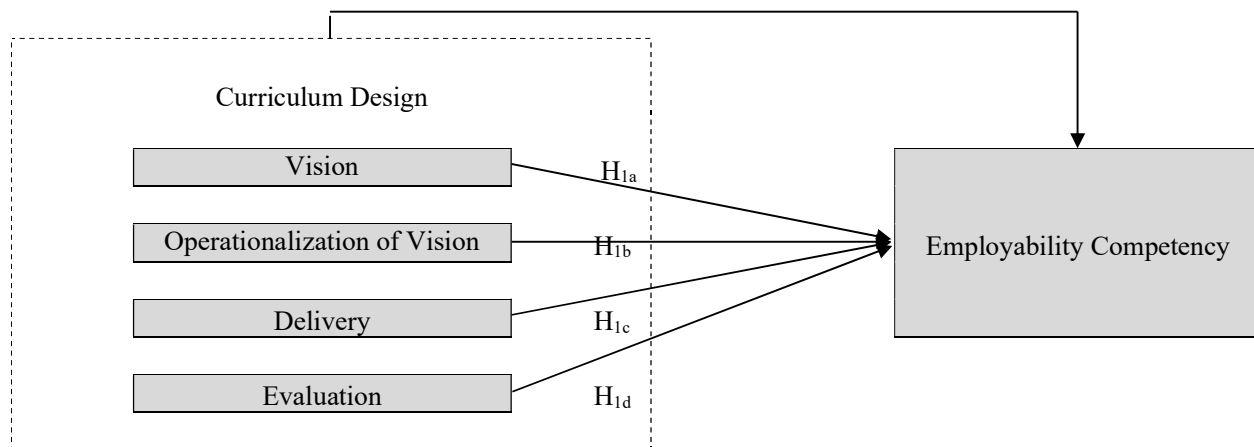 Curriculum Design
Vision
H1a
Operationalization of Vision
H1b
Employability Competency
Delivery
H1c
Evaluation
H1d